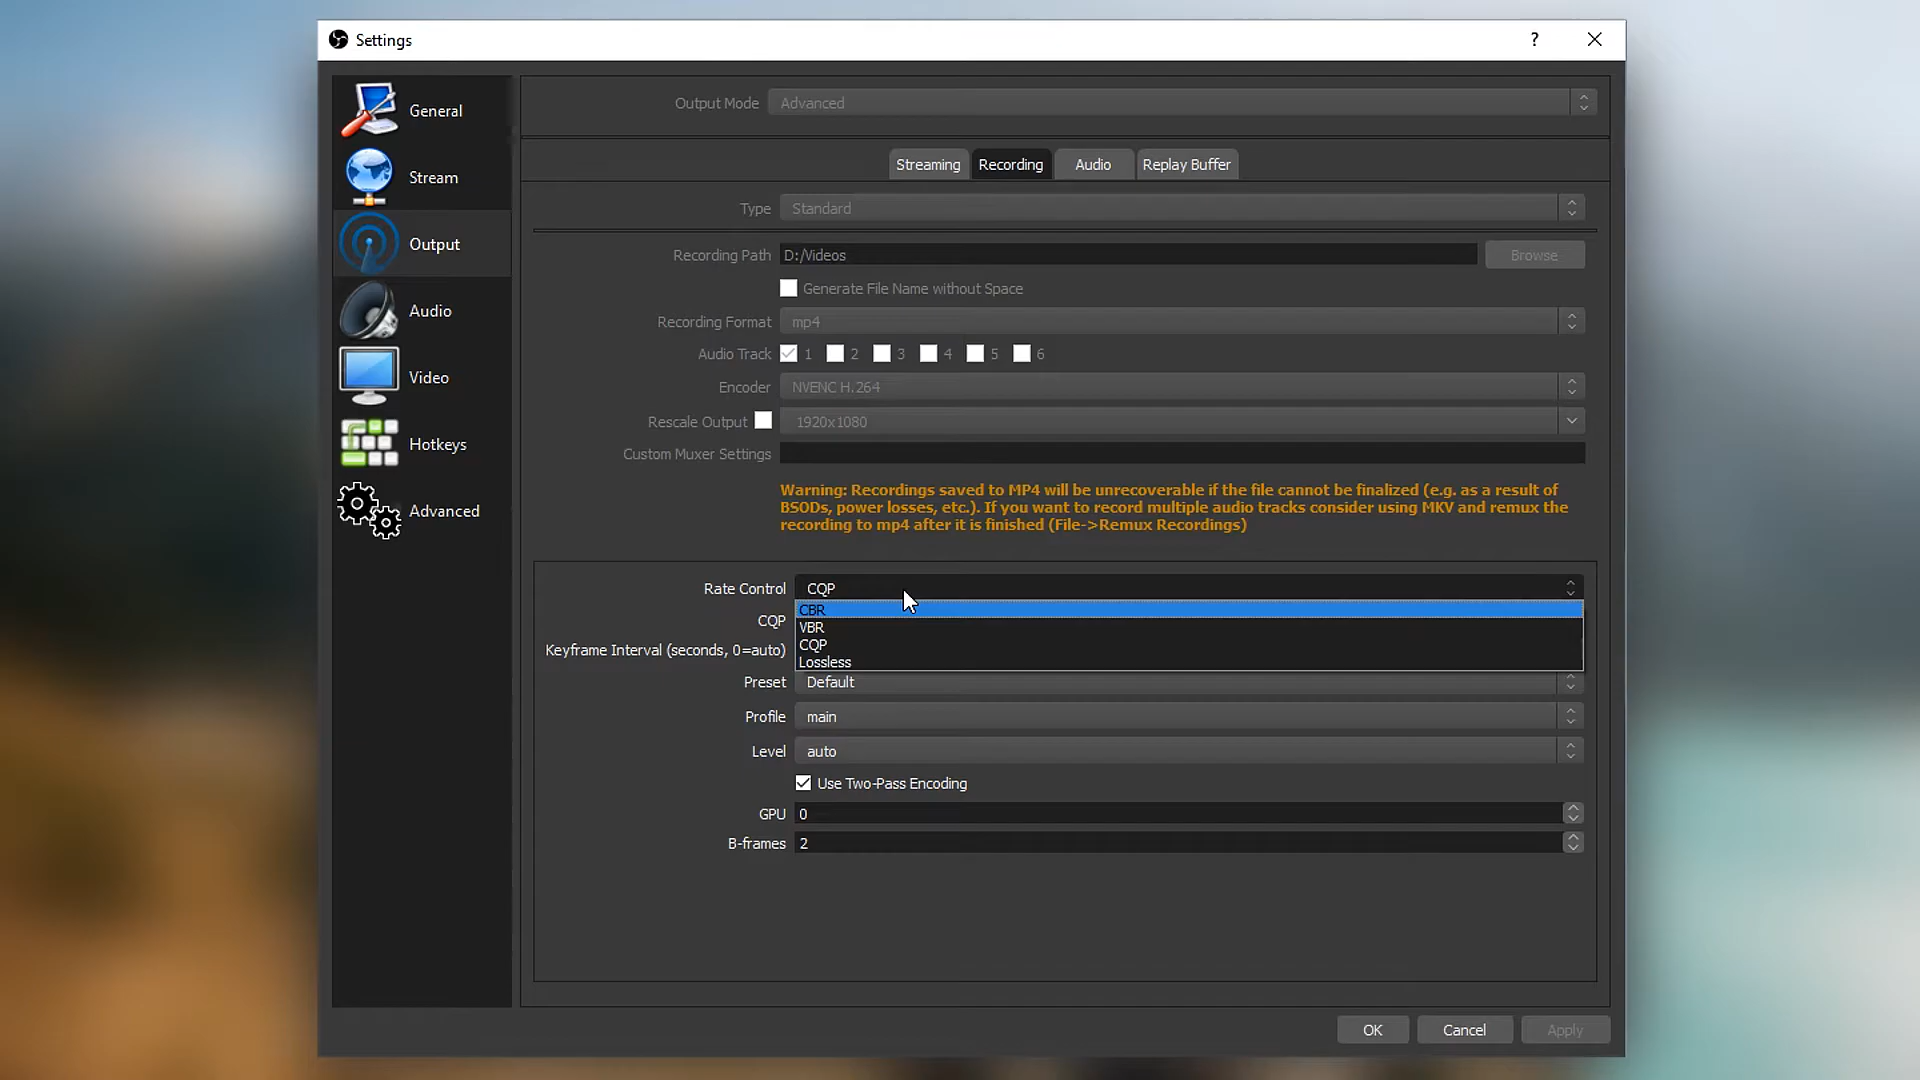 Settings
?
General
Stream
Output
Audio
Video
Hotkeys
Advanced
Output Mode Advanced
Streaming Recording Audio Replay Buffer
Type Standard
Recording Path D:/Videos Browse
Generate File Name without Space
Recording Format mp4
Audio Track 1 2 3 4 5 6
Encoder NVENC H.264
Rescale Output 1920x1080
Custom Muxer Settings
Warning: Recordings saved to MP4 will be unrecoverable if the file cannot be finalized (e.g. as a result of
BSODs, power losses, etc.). If you want to record multiple audio tracks consider using MKV and remux the
recording to mp4 after it is finished (File->Remux Recordings)
Rate Control CQP
CBR
CQP
VBR
CQP
Keyframe Interval (seconds, 0=auto)
Lossless
Preset Default
Profile main
Level auto
Use Two-Pass Encoding
GPU 0
B-frames 2
OK Cancel Apply